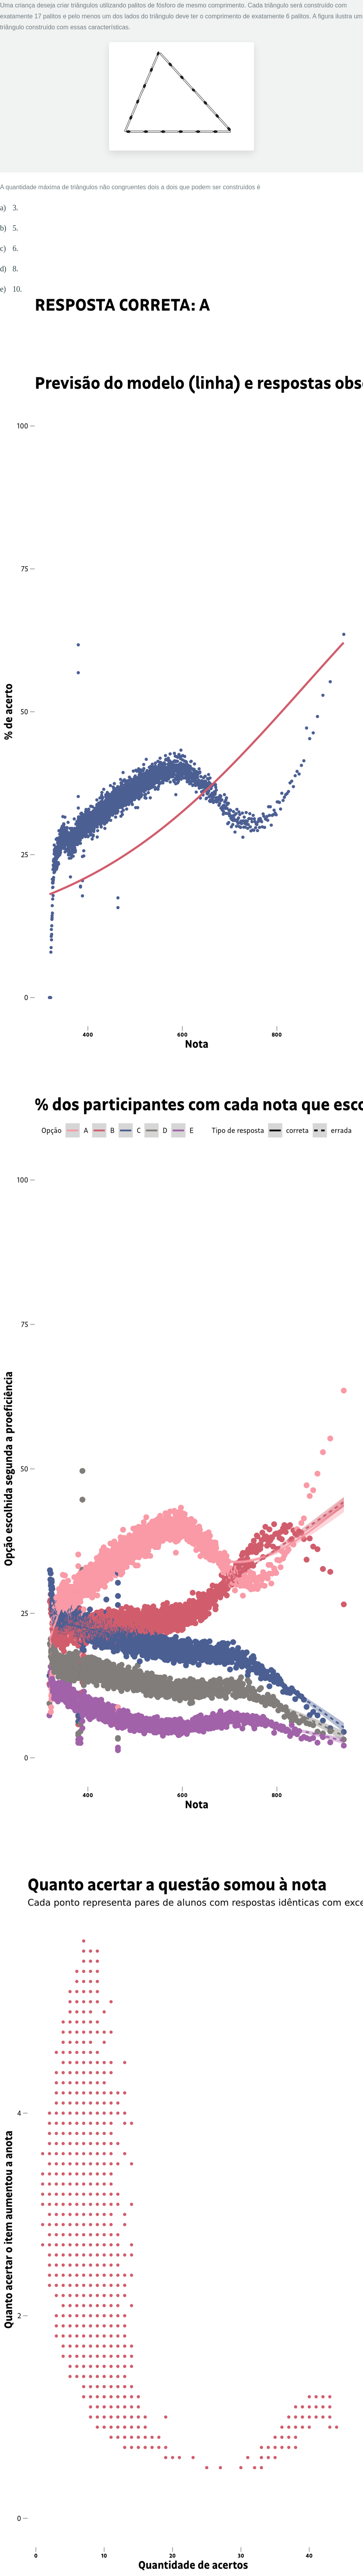 Uma criança deseja criar triângulos utilizando palitos de fósforo de mesmo comprimento. Cada triângulo será construído com
exatamente 17 palitos e pelo menos um dos lados do triângulo deve ter o comprimento de exatamente 6 palitos. A figura ilustra um
triângulo construído com essas características.
A quantidade máxima de triângulos não congruentes dois a dois que podem ser construídos é
a) 3.
b) 5.
c) 6.
d) 8.
e) 10.
RESPOSTA CORRETA: A
Previsão do modelo (linha) e respostas obs
100
75
50
25
0
% de acerto
400 600 800
Nota
% dos participantes com cada nota que esco
Opção A B C D E Tipo de resposta correta errada
100
75
50
25
0
Opção escolhida segunda a proeficiência
400 600 800
Nota
Quanto acertar a questão somou à nota
Cada ponto representa pares de alunos com respostas idênticas com exce
4
2
0
Quanto acertar o item aumentou a anota
0 10 20 30 40
Quantidade de acertos